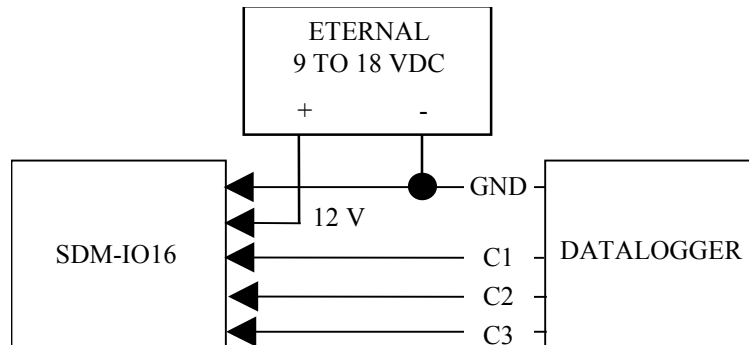 ETERNAL
9 TO 18 VDC
+ -
GND
12 V
SDM-IO16
C1
DATALOGGER
C2
C3